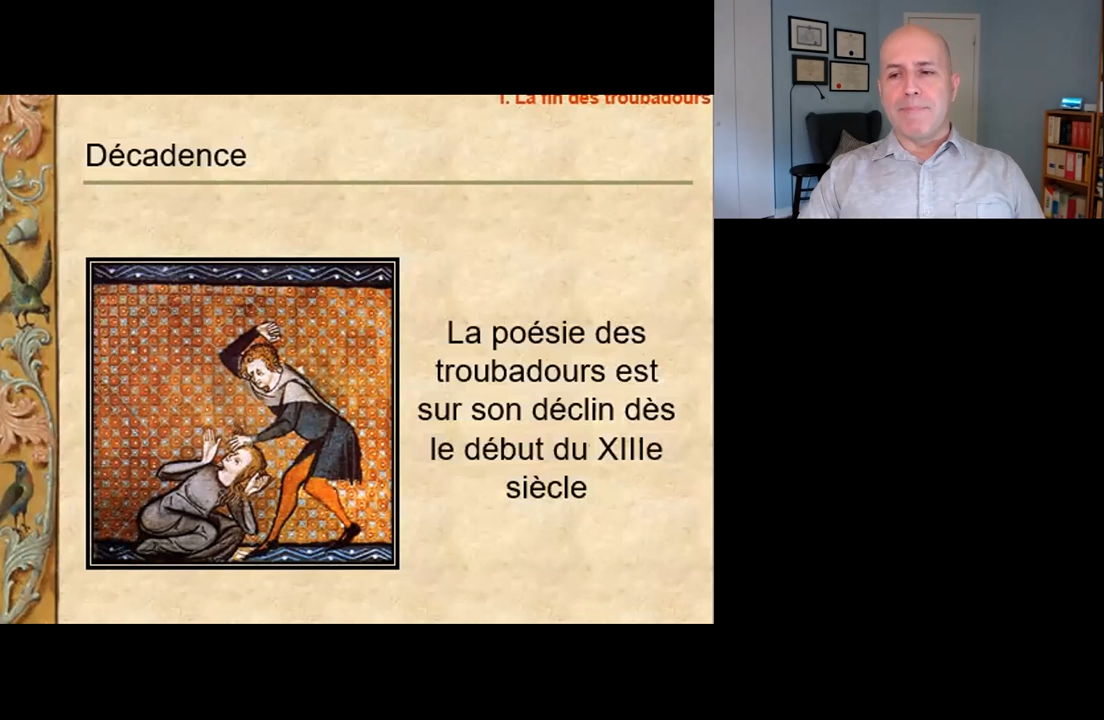 I. La fin des troubadours
Décadence
La poésie des
troubadours est
sur son déclin dès
le début du XIIIe
siècle